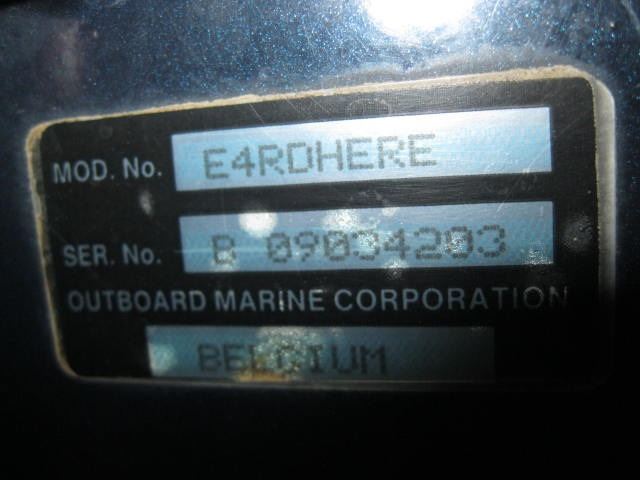 MOD. No. E4RDHERE
SER. No. B 09034203
OUTBOARD MARINE CORPORATION
BELGIUM